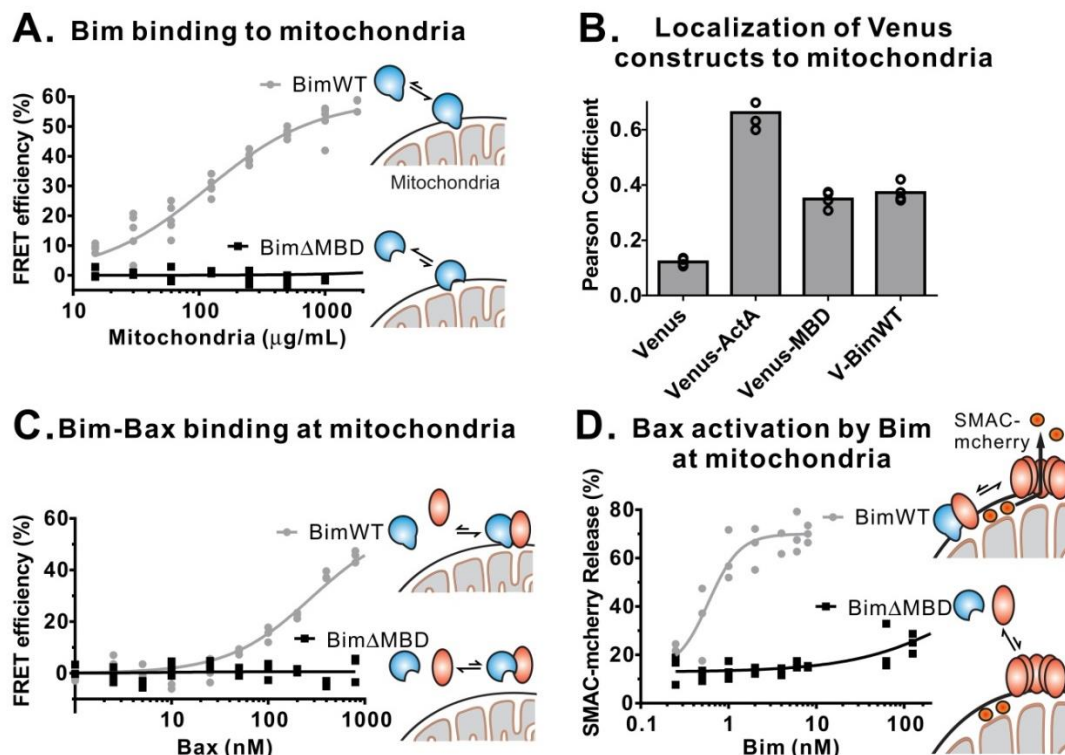 A. Bim binding to mitochondria
FRET efficiency (%)
60
50
40
30
20
10
0
BimWT
BimΔMBD
10
100
1000
Mitochondria (μg/mL)
Mitochondria
B. Localization of Venus
constructs to mitochondria
Pearson Coefficient
0.6
0.4
0.2
0.0
Venus
Venus-ActA
Venus-MBD
V-BimWT
C. Bim-Bax binding at mitochondria
FRET efficiency (%)
60
40
20
0
BimWT
BimΔMBD
10
100
1000
Bax (nM)
D. Bax activation by Bim
at mitochondria
SMAC-
mcherry
SMAC-mcherry Release (%)
80
60
40
20
0
BimWT
BimΔMBD
0.1
1
10
100
Bim (nM)